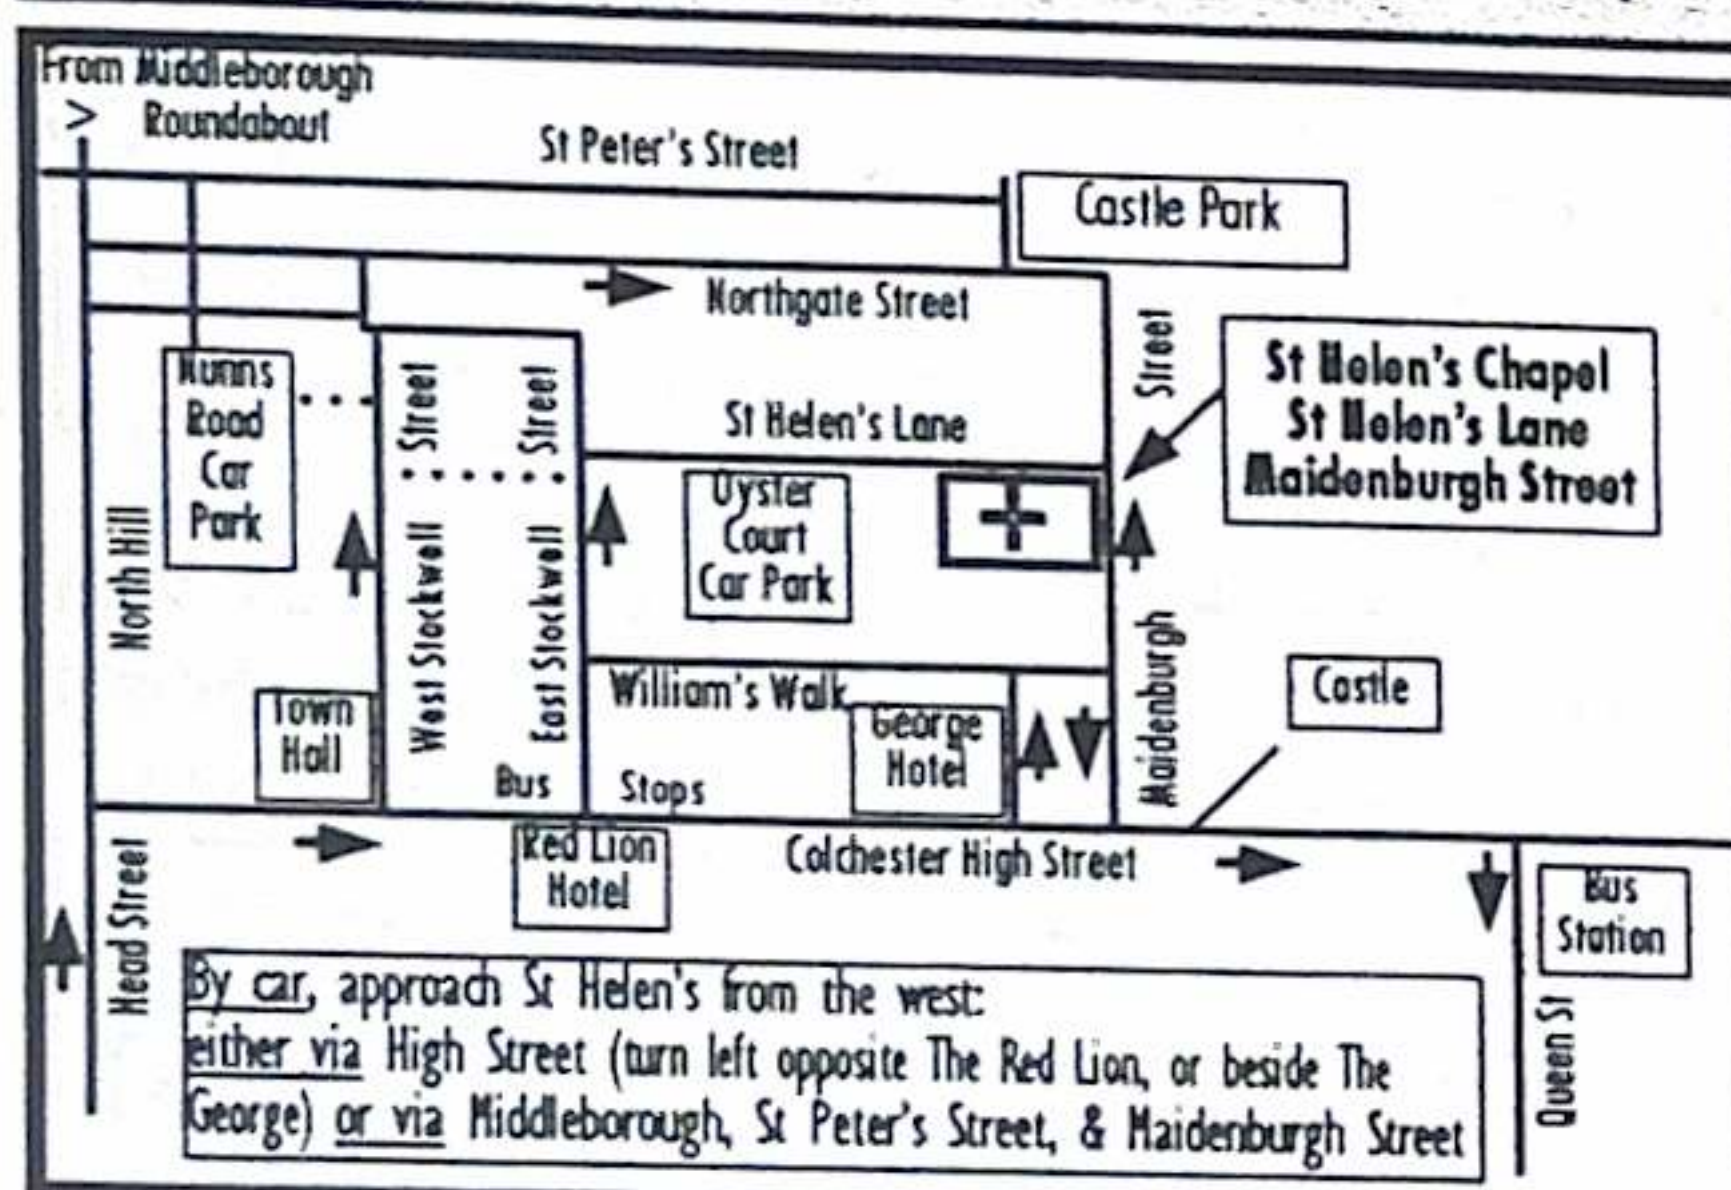 From Middleborough
> Roundabout
St Peter's Street
Castle Park
Northgate Street
Street
St Helen's Chapel
St Helen's Lane
Maidenburgh Street
Nunns
Road
Car
Park
Street
Street
St Helen's Lane
Oyster
Court
Car Park
North Hill
West Stockwell
East Stockwell
Maidenburgh
Castle
Town
Hall
William's Walk
George
Hotel
Bus Stops
Red Lion
Hotel
Colchester High Street
Bus
Station
Head Street
Queen St
By car, approach St Helen's from the west:
either via High Street (turn left opposite The Red Lion, or beside The
George) or via Middleborough, St Peter's Street, & Maidenburgh Street